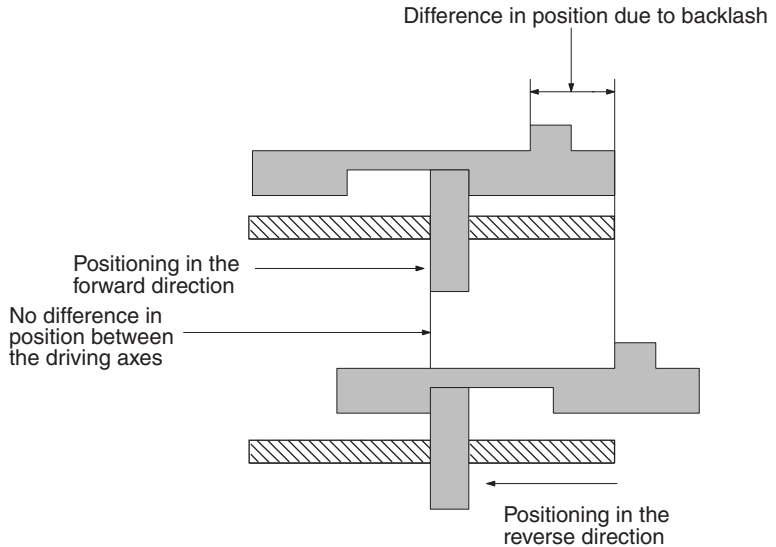 Difference in position due to backlash
Positioning in the
forward direction
No difference in
position between
the driving axes
Positioning in the
reverse direction